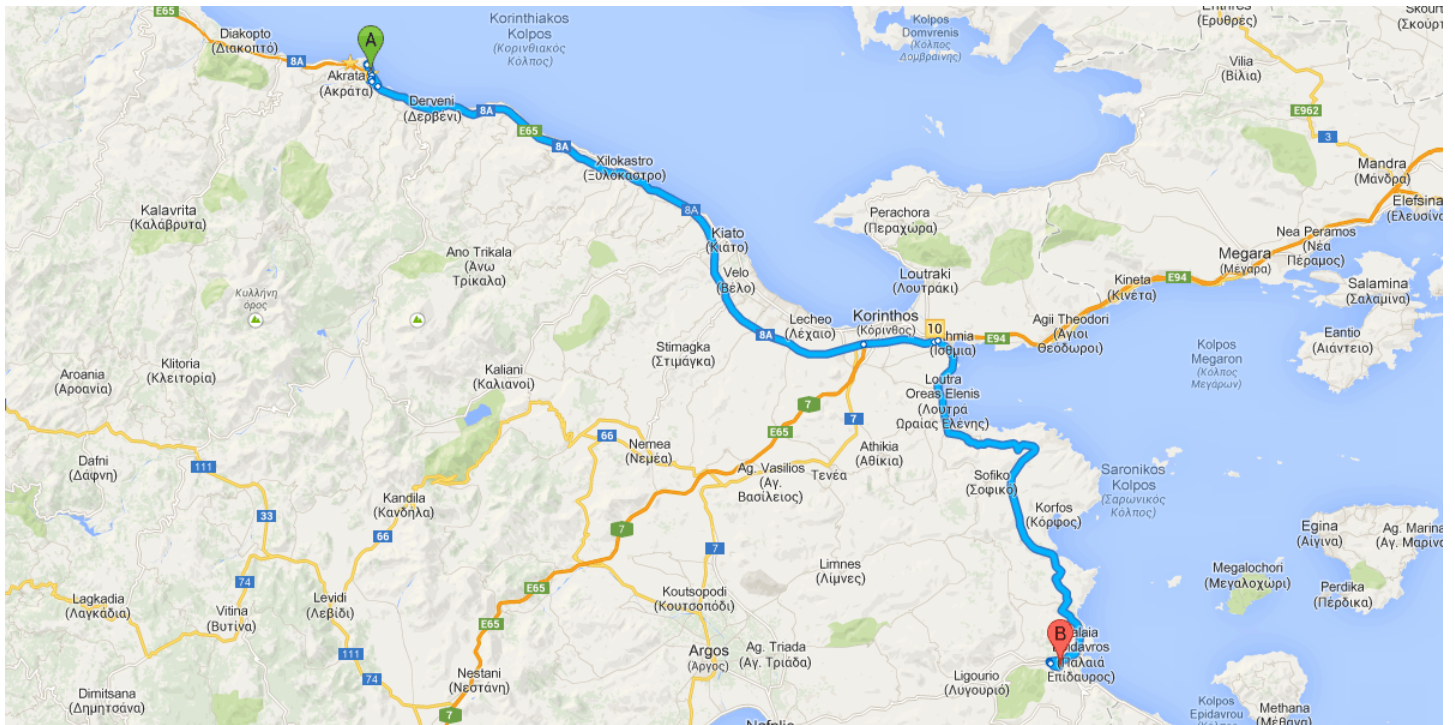 E65
Diakopto
(Διακοπτό)
8A
A
Akrata
(Ακράτα)
Korinthiakos
Kolpos
(Κορινθιακός
Κόλπος)
Kolpos
Domvrenis
(Κόλπος
Δομβραίνης)
(Ερυθρές)
Vilia
(Βίλια)
E962
3
Mandra
(Μάνδρα)
Elefsina
(Ελευσίνα)
Derveni
(Δερβένι)
8A
E65
8A
Xilokastro
(Ξυλόκαστρο)
8A
Kalavrita
(Καλάβρυτα)
Ano Trikala
(Άνω
Τρίκαλα)
Kiato
(Κιάτο)
Velo
(Βέλο)
Perachora
(Περαχώρα)
Loutraki
(Λουτράκι)
Nea Peramos
(Νέα
Πέραμος)
Megara
(Μέγαρα)
Kineta
(Κινέτα)
E94
Salamina
(Σαλαμίνα)
Κυλλήνη
όρος
Lecheo
(Λέχαιο)
Korinthos
(Κόρινθος)
10
(Ισθμία)
E94
Agii Theodori
(Άγιοι
Θεόδωροι)
Eantio
(Αιάντειο)
8A
Stimagka
(Στιμάγκα)
Kolpos
Megaron
(Κόλπος
Μεγάρων)
Klitoria
(Κλειτορία)
Aroania
(Αροανία)
Kaliani
(Καλιανοί)
Loutra
Oreas Elenis
(Λουτρά
Ωραίας Ελένης)
7
7
E65
66
Nemea
(Νεμέα)
Athikia
(Αθίκια)
Ag. Vasilios
(Αγ.
Βασίλειος)
Τενέα
Dafni
(Δάφνη)
111
Kandila
(Κανδήλα)
Sofiko
(Σοφικό)
Saronikos
Kolpos
(Σαρωνικός
Κόλπος)
Korfos
(Κόρφος)
33
66
7
7
Egina
(Αίγινα)
Ag. Marina
(Αγ. Μαρίνα)
Limnes
(Λίμνες)
Megalochori
(Μεγαλοχώρι)
Perdika
(Πέρδικα)
74
E65
Lagkadia
(Λαγκάδια)
Vitina
(Βυτίνα)
Levidi
(Λεβίδι)
Koutsopodi
(Κουτσοπόδι)
E65
111
Argos
(Άργος)
Ag. Triada
(Αγ. Τριάδα)
B
Epidavros
(Παλαιά
Επίδαυρος)
Ligourio
(Λυγουριό)
74
Nestani
(Νεστάνη)
Dimitsana
(Δημητσάνα)
7
Kolpos
Epidavrou
Methana
(Μέθανα)